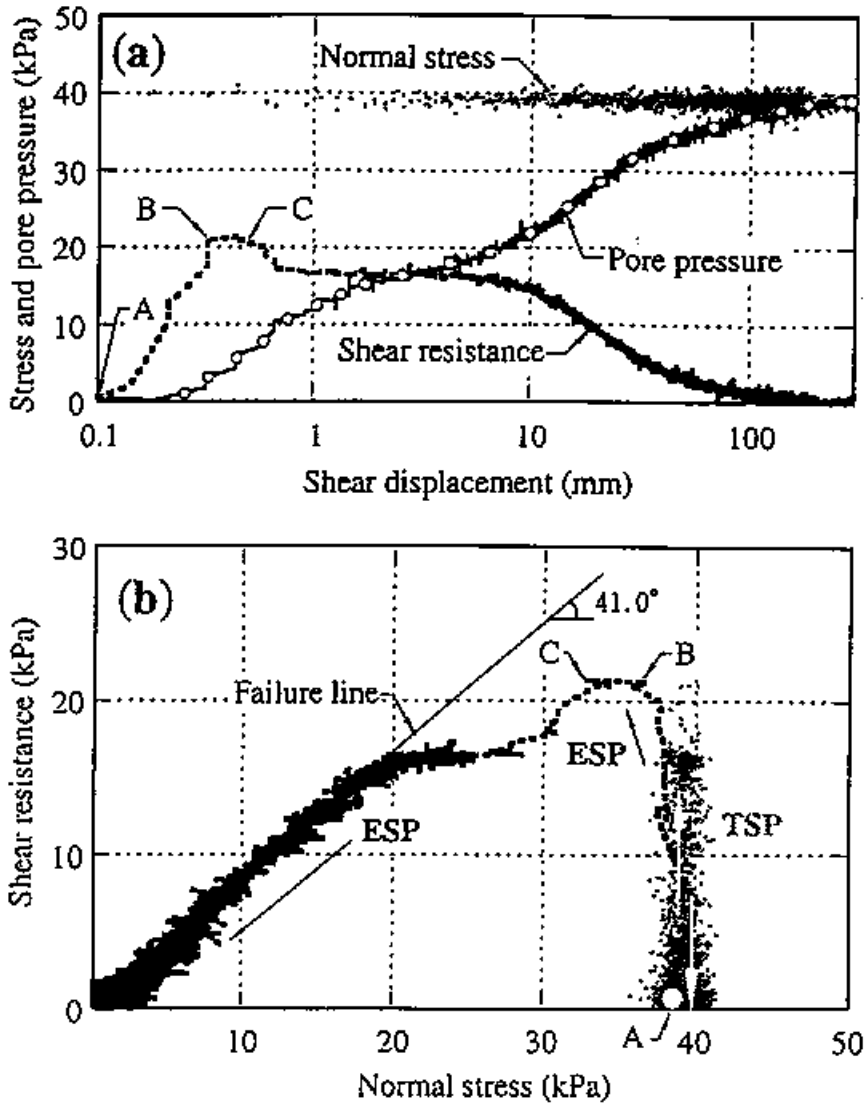 (a)
Stress and pore pressure (kPa)
50
40
30
20
10
0
Normal stress
B
C
A
Pore pressure
Shear resistance
0.1
1
10
100
Shear displacement (mm)
(b)
Shear resistance (kPa)
30
20
10
0
41.0°
C
B
Failure line
ESP
ESP
TSP
A
10
20
30
40
50
Normal stress (kPa)